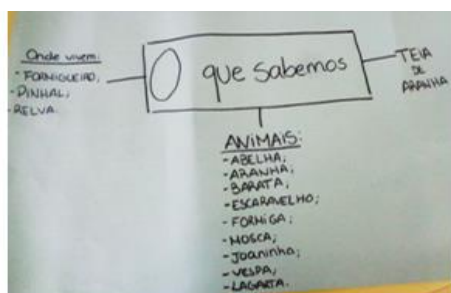 Onde vivem:
- FORMIGUEIRO;
- PINHAL;
- RELVA.
O que sabemos
- TEIA
DE
ARANHA
ANIMAIS:
- ABELHA;
- ARANHA;
- BARATA;
- ESCARAVELHO;
- FORMIGA;
- MOSCA;
- Joaninha;
- VESPA;
- LAGARTA.